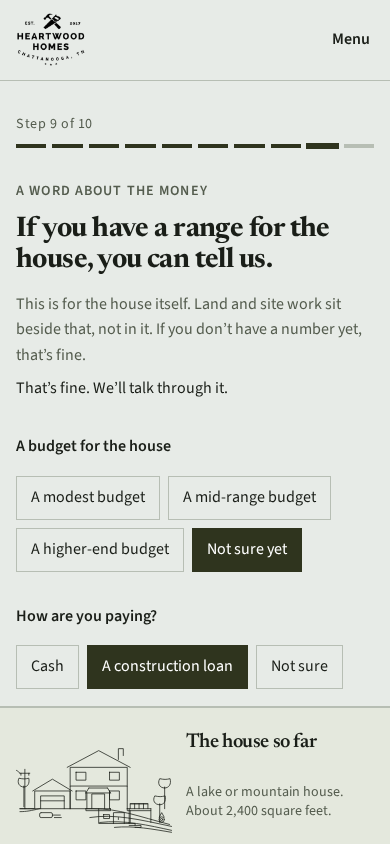 EST. 2017
HEARTWOOD
HOMES
CHATTANOOGA, TN
Menu
Step 9 of 10
A WORD ABOUT THE MONEY
If you have a range for the
house, you can tell us.
This is for the house itself. Land and site work sit
beside that, not in it. If you don’t have a number yet,
that’s fine.
That’s fine. We’ll talk through it.
A budget for the house
A modest budget A mid-range budget
A higher-end budget Not sure yet
How are you paying?
Cash A construction loan Not sure
The house so far
A lake or mountain house.
About 2,400 square feet.